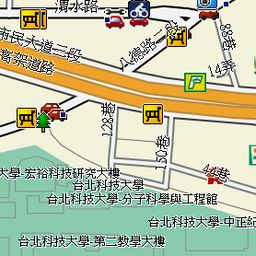 渭水路
市民大道二段
高架道路
八德路二段
88巷
14弄
128巷
150巷
44巷
大學-宏裕科技研究大樓
台北科技大學
台北科技大學-分子科學與工程館
台北科技大學-中正紀
台北科技大學-第二教學大樓